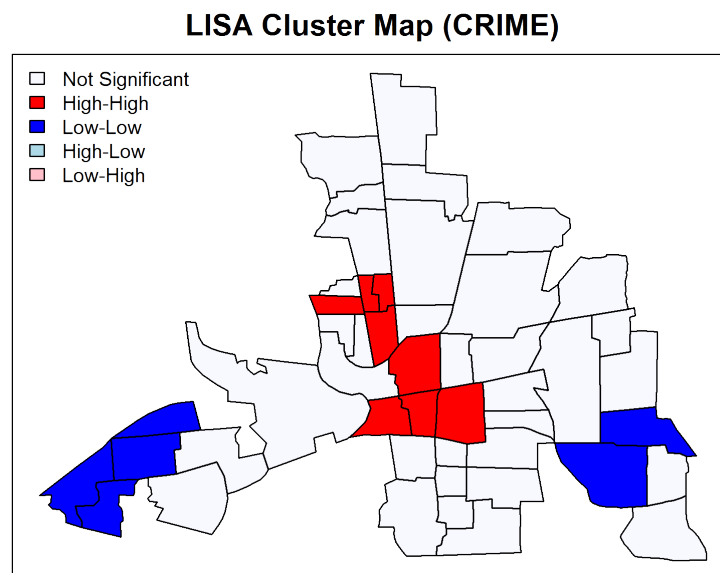 LISA Cluster Map (CRIME)
Not Significant
High-High
Low-Low
High-Low
Low-High